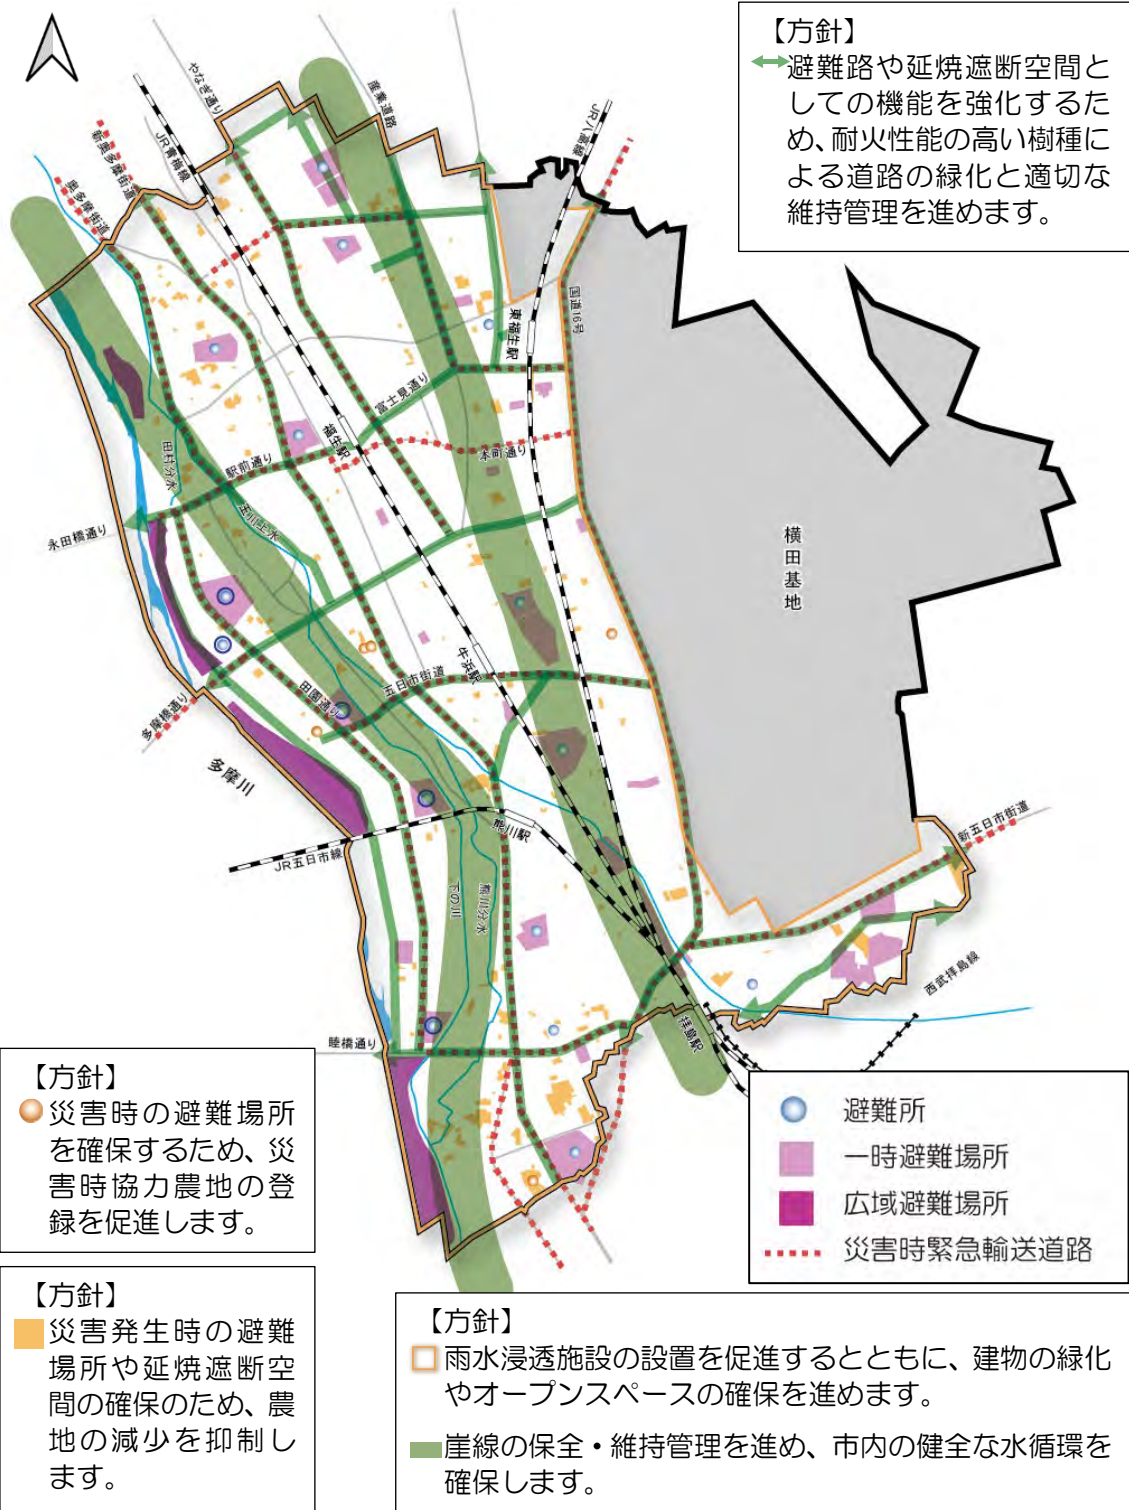 【方針】
避難路や延焼遮断空間と
しての機能を強化するた
め、耐火性能の高い樹種に
よる道路の緑化と適切な
維持管理を進めます。
やなぎ通り
産業道路
JR八高線
JR青梅線
新奥多摩街道
奥多摩街道
国道16号
東福生駅
富士見通り
福生駅
本町通り
田村分水
駅前通り
玉川上水
永田橋通り
横田基地
牛浜駅
五日市街道
田園通り
多摩橋通り
多摩川
熊川駅
JR五日市線
新五日市街道
下の川
熊川分水
西武拝島線
拝島駅
睦橋通り
【方針】
災害時の避難場所
を確保するため、災
害時協力農地の登
録を促進します。
避難所
一時避難場所
広域避難場所
災害時緊急輸送道路
【方針】
災害発生時の避難
場所や延焼遮断空
間の確保のため、農
地の減少を抑制し
ます。
【方針】
雨水浸透施設の設置を促進するとともに、建物の緑化
やオープンスペースの確保を進めます。
崖線の保全・維持管理を進め、市内の健全な水循環を
確保します。